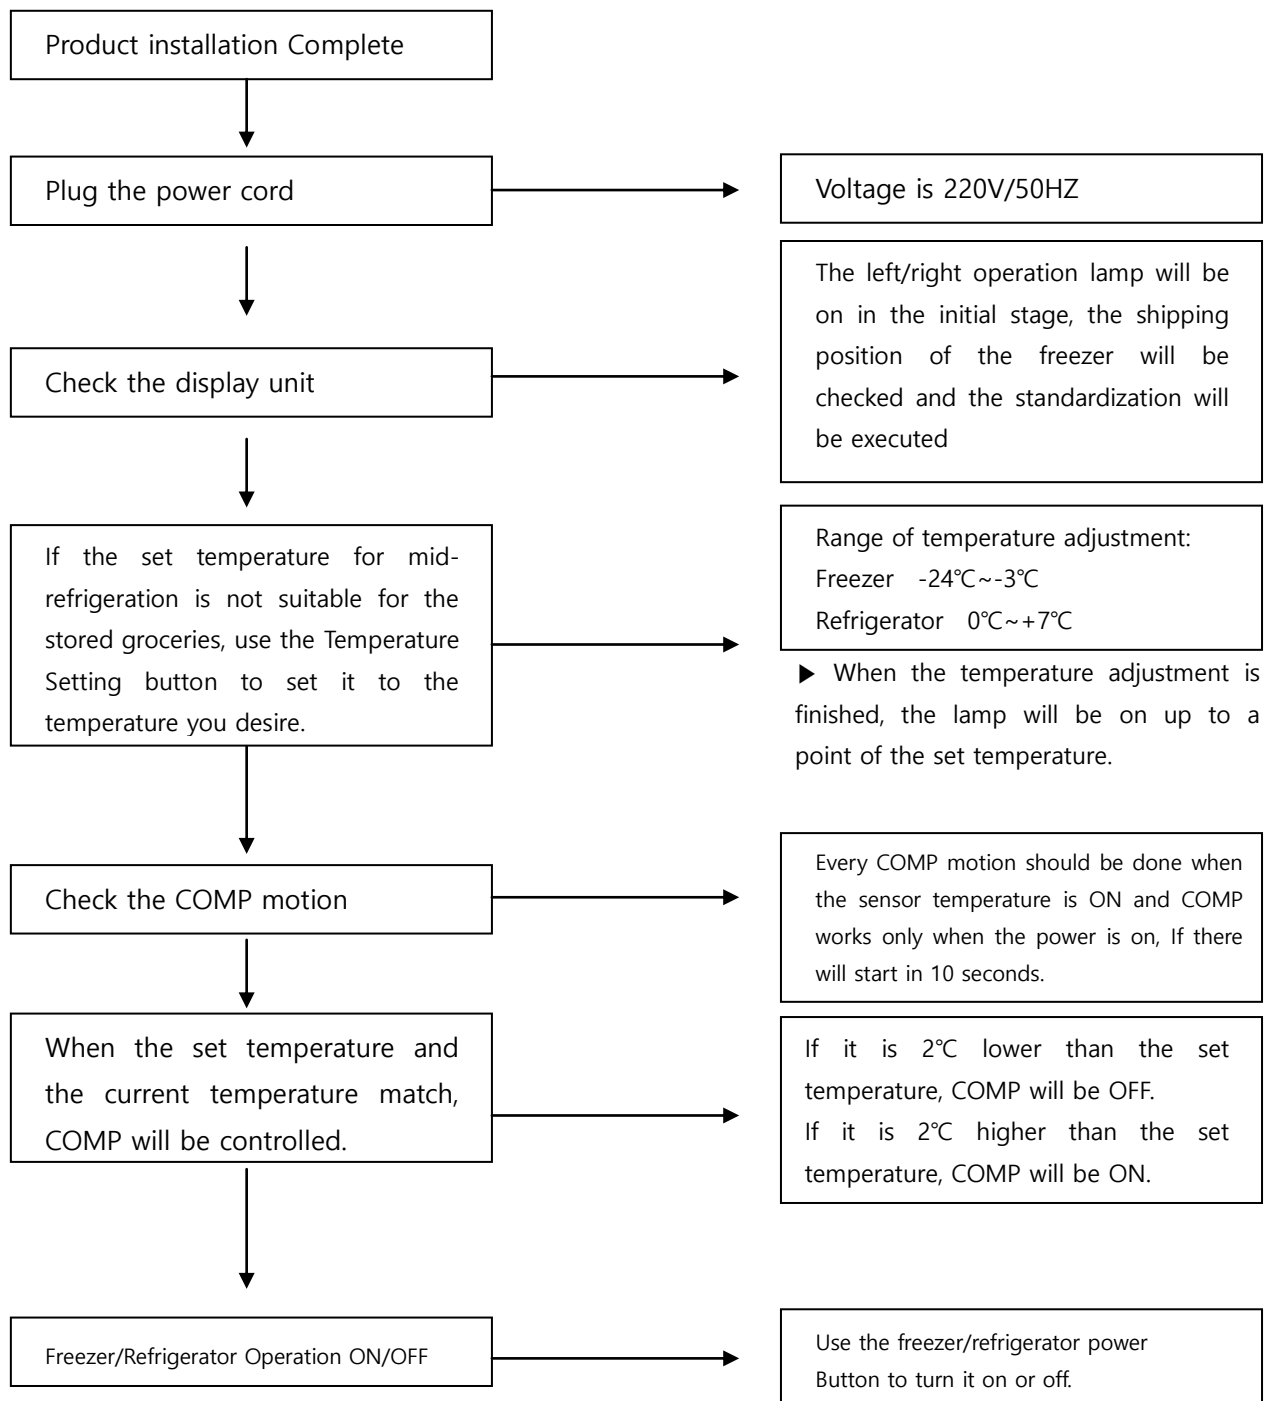 Product installation Complete
Plug the power cord
Voltage is 220V/50HZ
Check the display unit
The left/right operation lamp will be
on in the initial stage, the shipping
position of the freezer will be
checked and the standardization will
be executed
If the set temperature for mid-
refrigeration is not suitable for the
stored groceries, use the Temperature
Setting button to set it to the
temperature you desire.
Range of temperature adjustment:
Freezer -24℃~-3℃
Refrigerator 0℃~+7℃
▶ When the temperature adjustment is
finished, the lamp will be on up to a
point of the set temperature.
Check the COMP motion
Every COMP motion should be done when
the sensor temperature is ON and COMP
works only when the power is on, If there
will start in 10 seconds.
When the set temperature and
the current temperature match,
COMP will be controlled.
If it is 2℃ lower than the set
temperature, COMP will be OFF.
If it is 2℃ higher than the set
temperature, COMP will be ON.
Freezer/Refrigerator Operation ON/OFF
Use the freezer/refrigerator power
Button to turn it on or off.